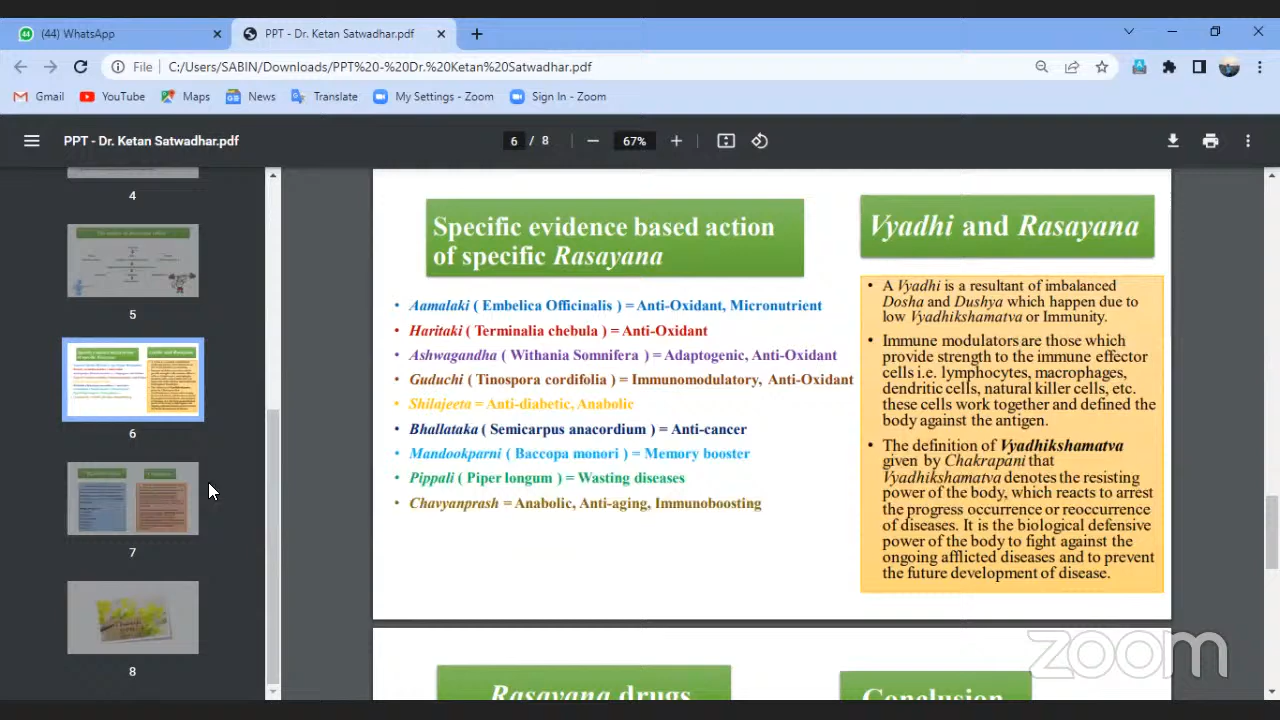 (44) WhatsApp
PPT - Dr. Ketan Satwadhar.pdf
File
C:/Users/SABIN/Downloads/PPT%20-%20Dr.%20Ketan%20Satwadhar.pdf
Gmail
YouTube
Maps
News
Translate
My Settings - Zoom
Sign In - Zoom
PPT - Dr. Ketan Satwadhar.pdf
6 / 8
67%
4
5
6
7
8
Specific evidence based action
of specific Rasayana
• Aamalaki ( Embelica Officinalis ) = Anti-Oxidant, Micronutrient
• Haritaki ( Terminalia chebula ) = Anti-Oxidant
• Ashwagandha ( Withania Somnifera ) = Adaptogenic, Anti-Oxidant
• Guduchi ( Tinospora cordifolia ) = Immunomodulatory, Anti-Oxidant
• Shilajeeta = Anti-diabetic, Anabolic
• Bhallataka ( Semicarpus anacordium ) = Anti-cancer
• Mandookparni ( Baccopa monori ) = Memory booster
• Pippali ( Piper longum ) = Wasting diseases
• Chavyanprash = Anabolic, Anti-aging, Immunoboosting
Vyadhi and Rasayana
• A Vyadhi is a resultant of imbalanced
Dosha and Dushya which happen due to
low Vyadhikshamatva or Immunity.
• Immune modulators are those which
provide strength to the immune effector
cells i.e. lymphocytes, macrophages,
dendritic cells, natural killer cells, etc.
these cells work together and defined the
body against the antigen.
• The definition of Vyadhikshamatva
given by Chakrapani that
Vyadhikshamatva denotes the resisting
power of the body, which reacts to arrest
the progress occurrence or reoccurrence
of diseases. It is the biological defensive
power of the body to fight against the
ongoing afflicted diseases and to prevent
the future development of disease.
Rasayana drugs
Conclusion
zoom